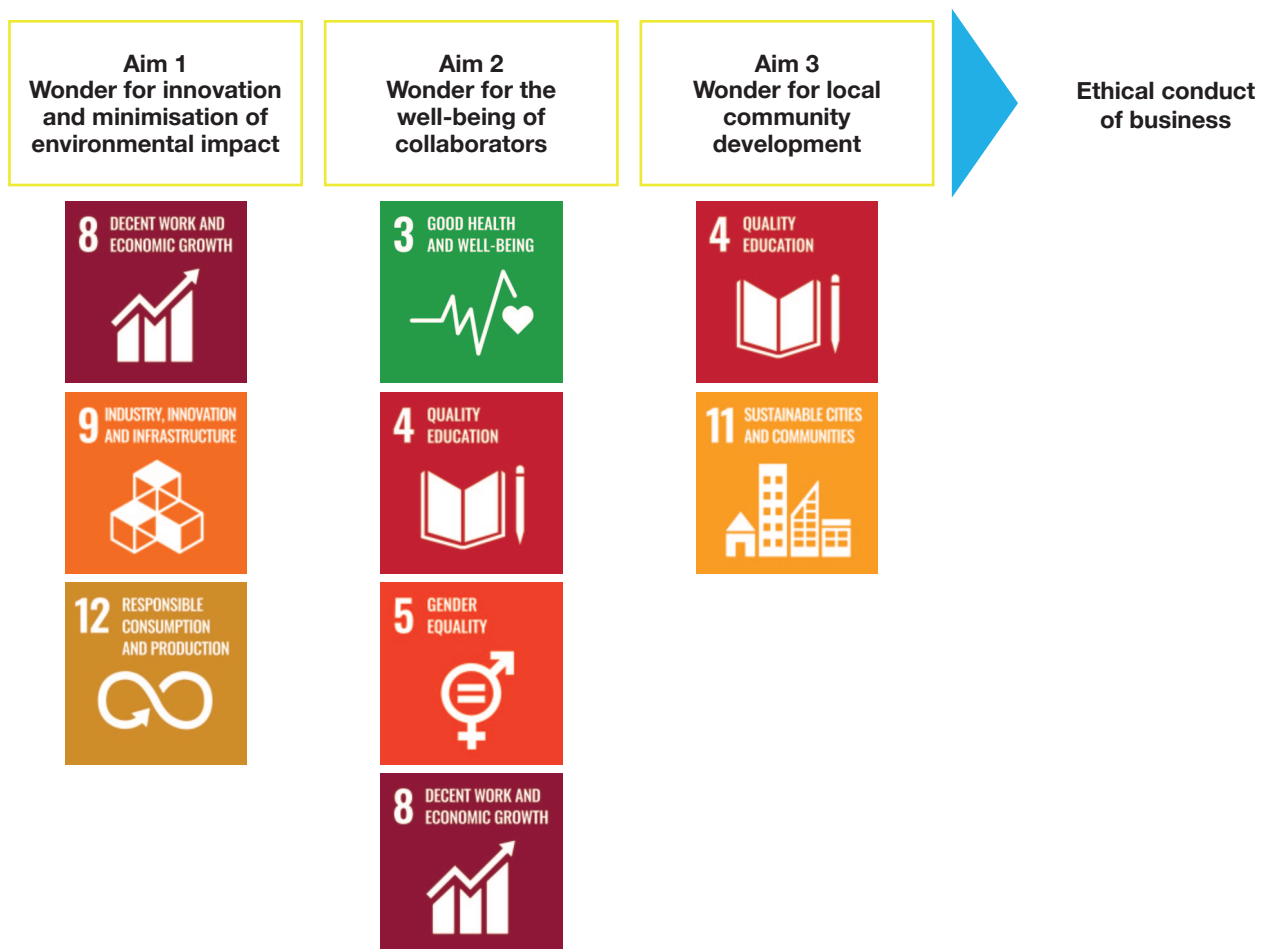 Aim 1
Wonder for innovation
and minimisation of
environmental impact
8 DECENT WORK AND
ECONOMIC GROWTH
9 INDUSTRY, INNOVATION
AND INFRASTRUCTURE
12 RESPONSIBLE
CONSUMPTION
AND PRODUCTION
Aim 2
Wonder for the
well-being of
collaborators
3 GOOD HEALTH
AND WELL-BEING
4 QUALITY
EDUCATION
5 GENDER
EQUALITY
8 DECENT WORK AND
ECONOMIC GROWTH
Aim 3
Wonder for local
community
development
4 QUALITY
EDUCATION
11 SUSTAINABLE CITIES
AND COMMUNITIES
Ethical conduct
of business